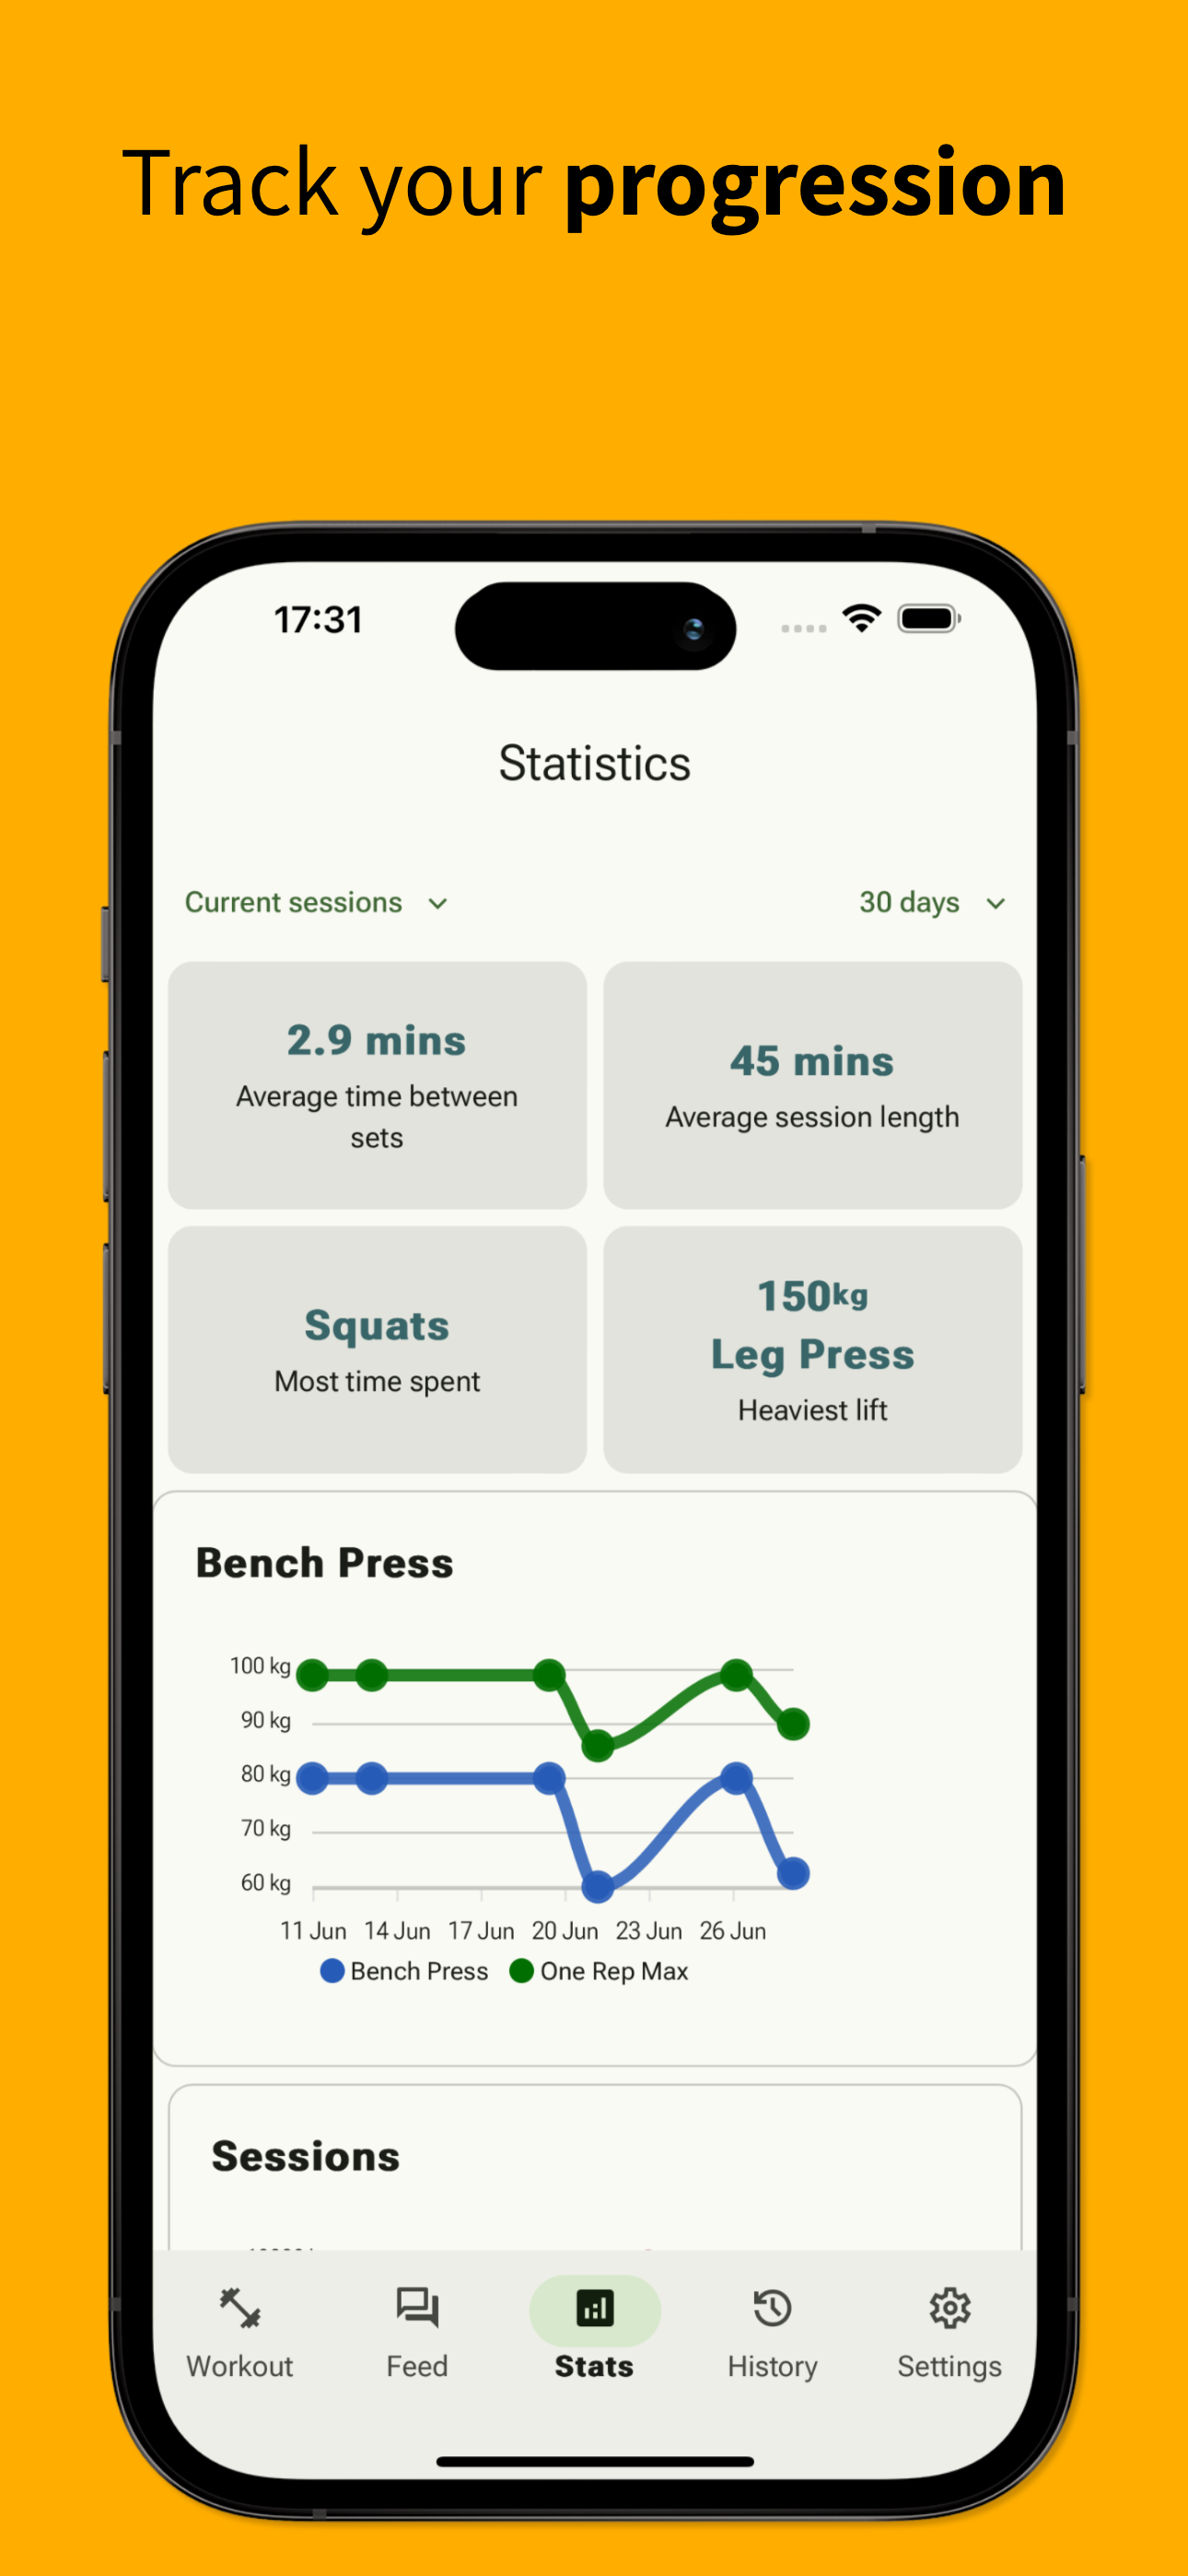 Track your progression
17:31
Statistics
Current sessions
30 days
2.9 mins
Average time between
sets
45 mins
Average session length
Squats
Most time spent
150kg
Leg Press
Heaviest lift
Bench Press
100 kg
90 kg
80 kg
70 kg
60 kg
11 Jun 14 Jun 17 Jun 20 Jun 23 Jun 26 Jun
Bench Press One Rep Max
Sessions
Workout Feed Stats History Settings